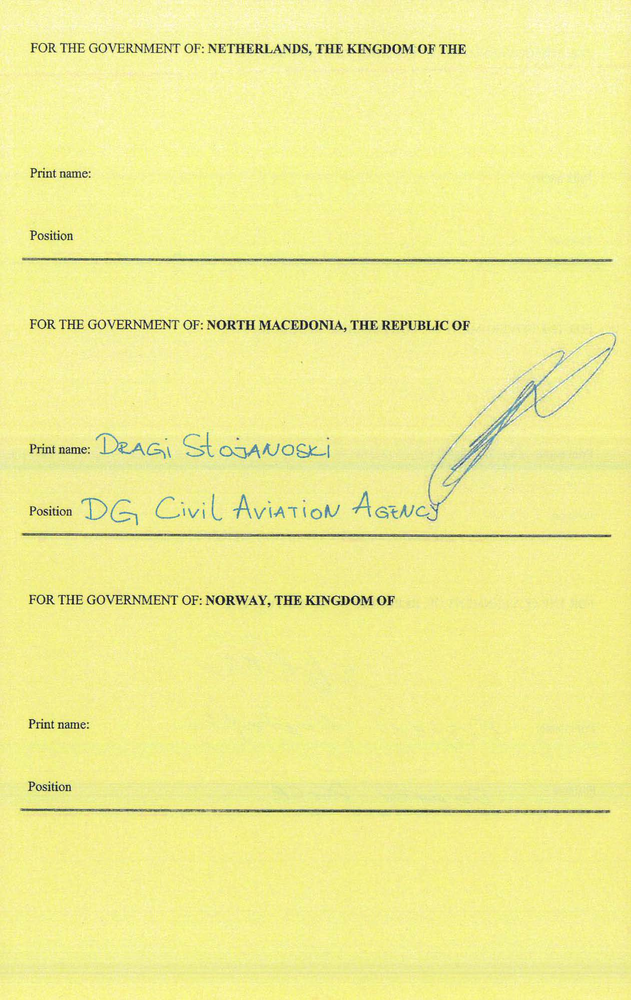 FOR THE GOVERNMENT OF: NETHERLANDS, THE KINGDOM OF THE
Print name:
Position
FOR THE GOVERNMENT OF: NORTH MACEDONIA, THE REPUBLIC OF
Print name: DRAGi StOJANOSKi
Position DG Civil AViATiON AGENCY
FOR THE GOVERNMENT OF: NORWAY, THE KINGDOM OF
Print name:
Position